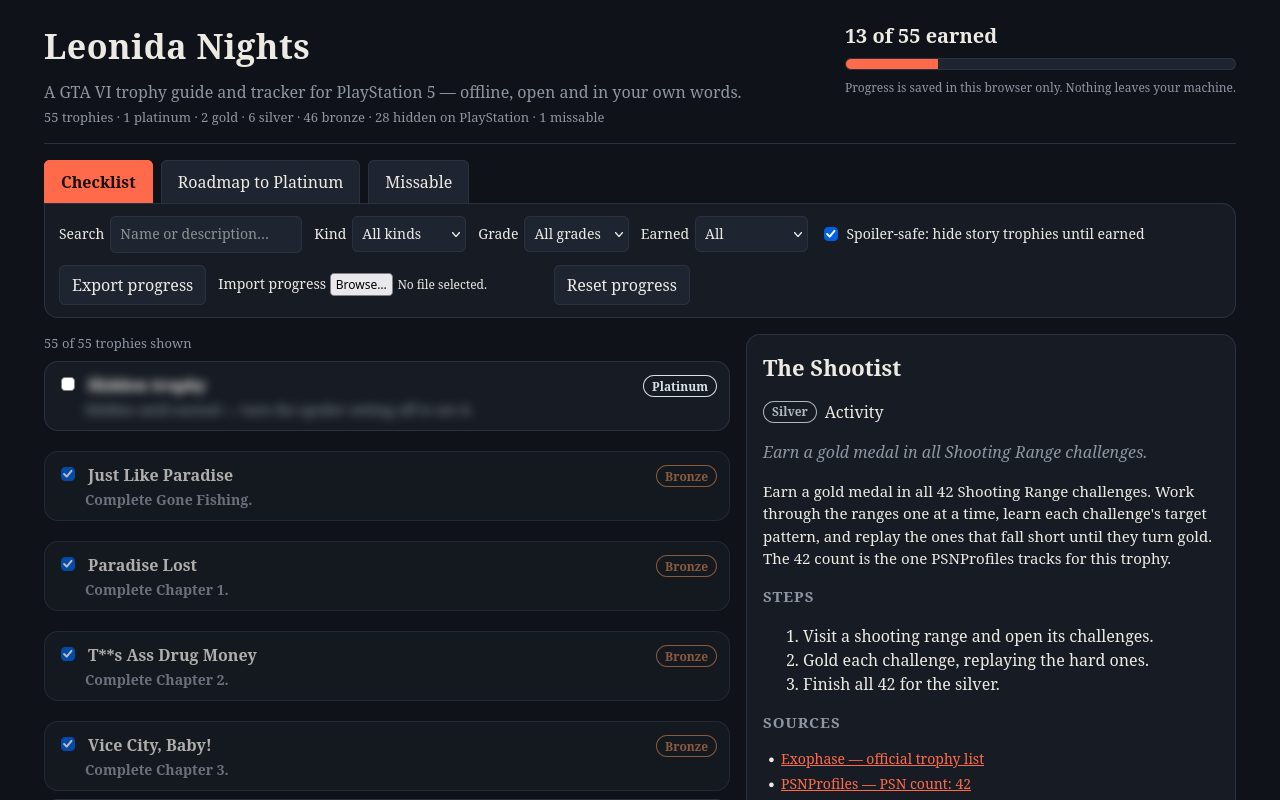 Leonida Nights
A GTA VI trophy guide and tracker for PlayStation 5 — offline, open and in your own words.
55 trophies · 1 platinum · 2 gold · 6 silver · 46 bronze · 28 hidden on PlayStation · 1 missable
13 of 55 earned
Progress is saved in this browser only. Nothing leaves your machine.
Checklist
Roadmap to Platinum
Missable
Search Name or description... Kind All kinds Grade All grades Earned All Spoiler-safe: hide story trophies until earned
Export progress Import progress Browse... No file selected. Reset progress
55 of 55 trophies shown
Platinum
Just Like Paradise Bronze
Complete Gone Fishing.
Paradise Lost Bronze
Complete Chapter 1.
T**s Ass Drug Money Bronze
Complete Chapter 2.
Vice City, Baby! Bronze
Complete Chapter 3.
The Shootist
Silver Activity
Earn a gold medal in all Shooting Range challenges.
Earn a gold medal in all 42 Shooting Range challenges. Work
through the ranges one at a time, learn each challenge's target
pattern, and replay the ones that fall short until they turn gold.
The 42 count is the one PSNProfiles tracks for this trophy.
STEPS
1. Visit a shooting range and open its challenges.
2. Gold each challenge, replaying the hard ones.
3. Finish all 42 for the silver.
SOURCES
• Exophase — official trophy list
• PSNProfiles — PSN count: 42